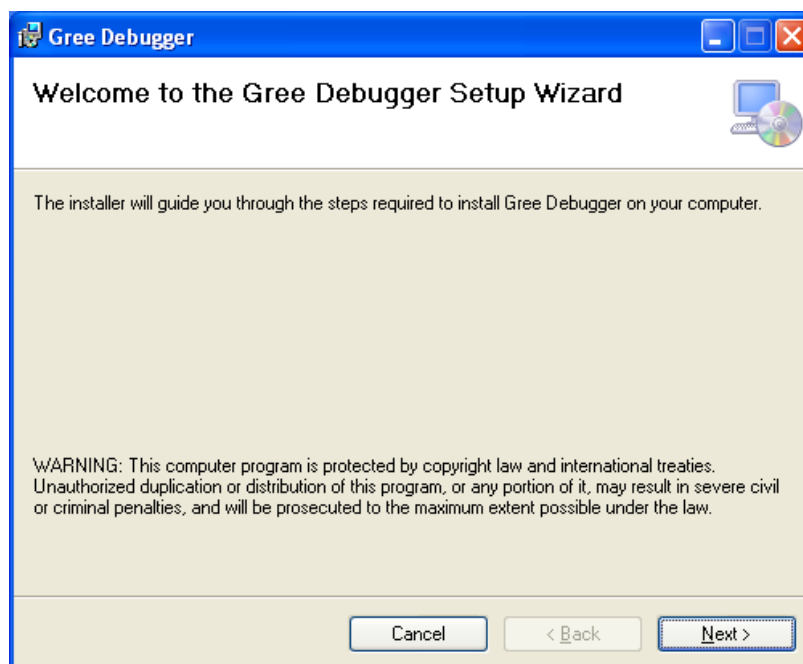 Gree Debugger
Welcome to the Gree Debugger Setup Wizard
The installer will guide you through the steps required to install Gree Debugger on your computer.
WARNING: This computer program is protected by copyright law and international treaties.
Unauthorized duplication or distribution of this program, or any portion of it, may result in severe civil
or criminal penalties, and will be prosecuted to the maximum extent possible under the law.
Cancel < Back Next >